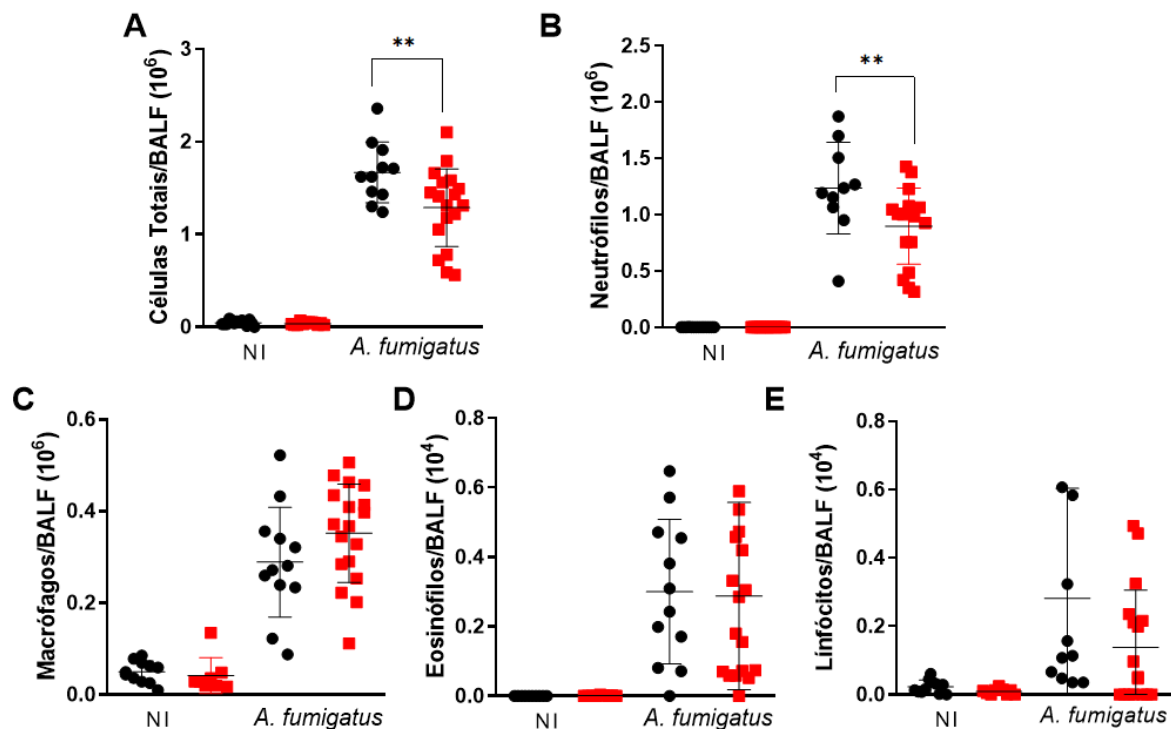 A
Células Totais/BALF (10⁶)
3
2
1
0
**
NI
A. fumigatus
B
Neutrófilos/BALF (10⁶)
2.5
2.0
1.5
1.0
0.5
0.0
**
NI
A. fumigatus
C
Macrófagos/BALF (10⁶)
0.6
0.4
0.2
0.0
NI
A. fumigatus
D
Eosinófilos/BALF (10⁴)
0.8
0.6
0.4
0.2
0.0
NI
A. fumigatus
E
Linfócitos/BALF (10⁴)
0.8
0.6
0.4
0.2
0.0
NI
A. fumigatus